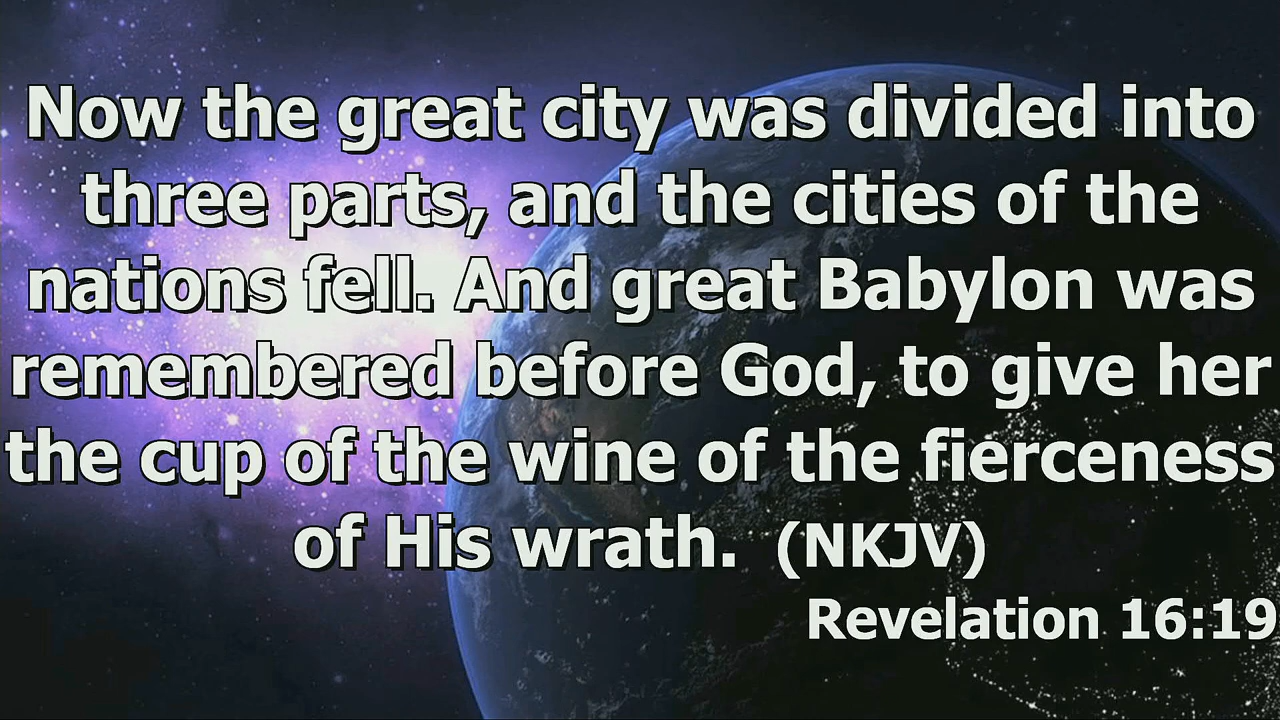 Now the great city was divided into
three parts, and the cities of the
nations fell. And great Babylon was
remembered before God, to give her
the cup of the wine of the fierceness
of His wrath. (NKJV)
Revelation 16:19